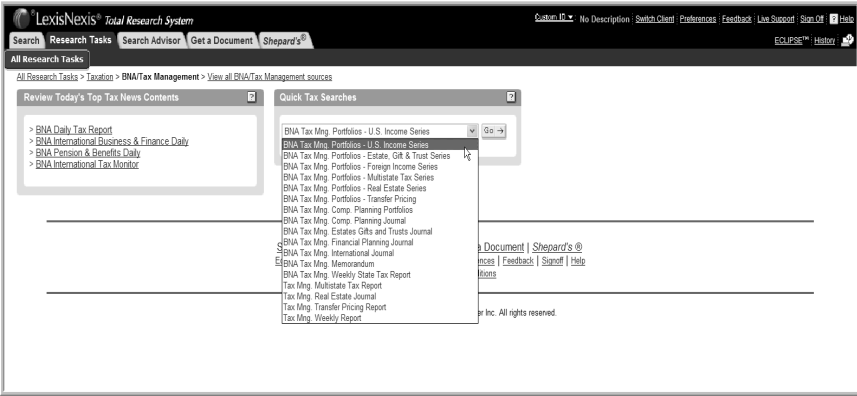 LexisNexis® Total Research System
Custom ID No Description Switch Client Preferences Feedback Live Support Sign Off ? Help
Search Research Tasks Search Advisor Get a Document Shepard's®
ECLIPSE™ History
All Research Tasks
All Research Tasks > Taxation > BNA/Tax Management > View all BNA/Tax Management sources
Review Today's Top Tax News Contents ?
> BNA Daily Tax Report
> BNA International Business & Finance Daily
> BNA Pension & Benefits Daily
> BNA International Tax Monitor
Quick Tax Searches ?
BNA Tax Mng. Portfolios - U.S. Income Series Go →
BNA Tax Mng. Portfolios - U.S. Income Series
BNA Tax Mng. Portfolios - Estate, Gift & Trust Series
BNA Tax Mng. Portfolios - Foreign Income Series
BNA Tax Mng. Portfolios - Multistate Tax Series
BNA Tax Mng. Portfolios - Real Estate Series
BNA Tax Mng. Portfolios - Transfer Pricing
BNA Tax Mng. Comp. Planning Portfolios
BNA Tax Mng. Comp. Planning Journal
BNA Tax Mng. Estates Gifts and Trusts Journal
BNA Tax Mng. Financial Planning Journal
BNA Tax Mng. International Journal
BNA Tax Mng. Memorandum
BNA Tax Mng. Weekly State Tax Report
Tax Mng. Multistate Tax Report
Tax Mng. Real Estate Journal
Tax Mng. Transfer Pricing Report
Tax Mng. Weekly Report
a Document | Shepard's ®
ences | Feedback | Signoff | Help
ditions
er Inc. All rights reserved.